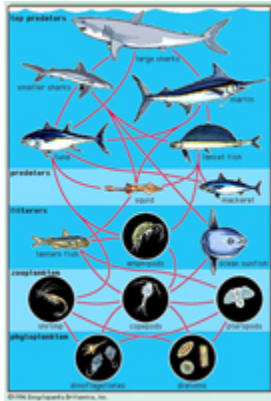 top predators
large sharks
smaller sharks
marlin
tuna
lancet fish
predators
squid
mackerel
filterers
lantern fish
amphipods
ocean sunfish
zooplankton
shrimp
copepods
pteropods
phytoplankton
dinoflagellates
diatoms
©1996 Encyclopaedia Britannica, Inc.